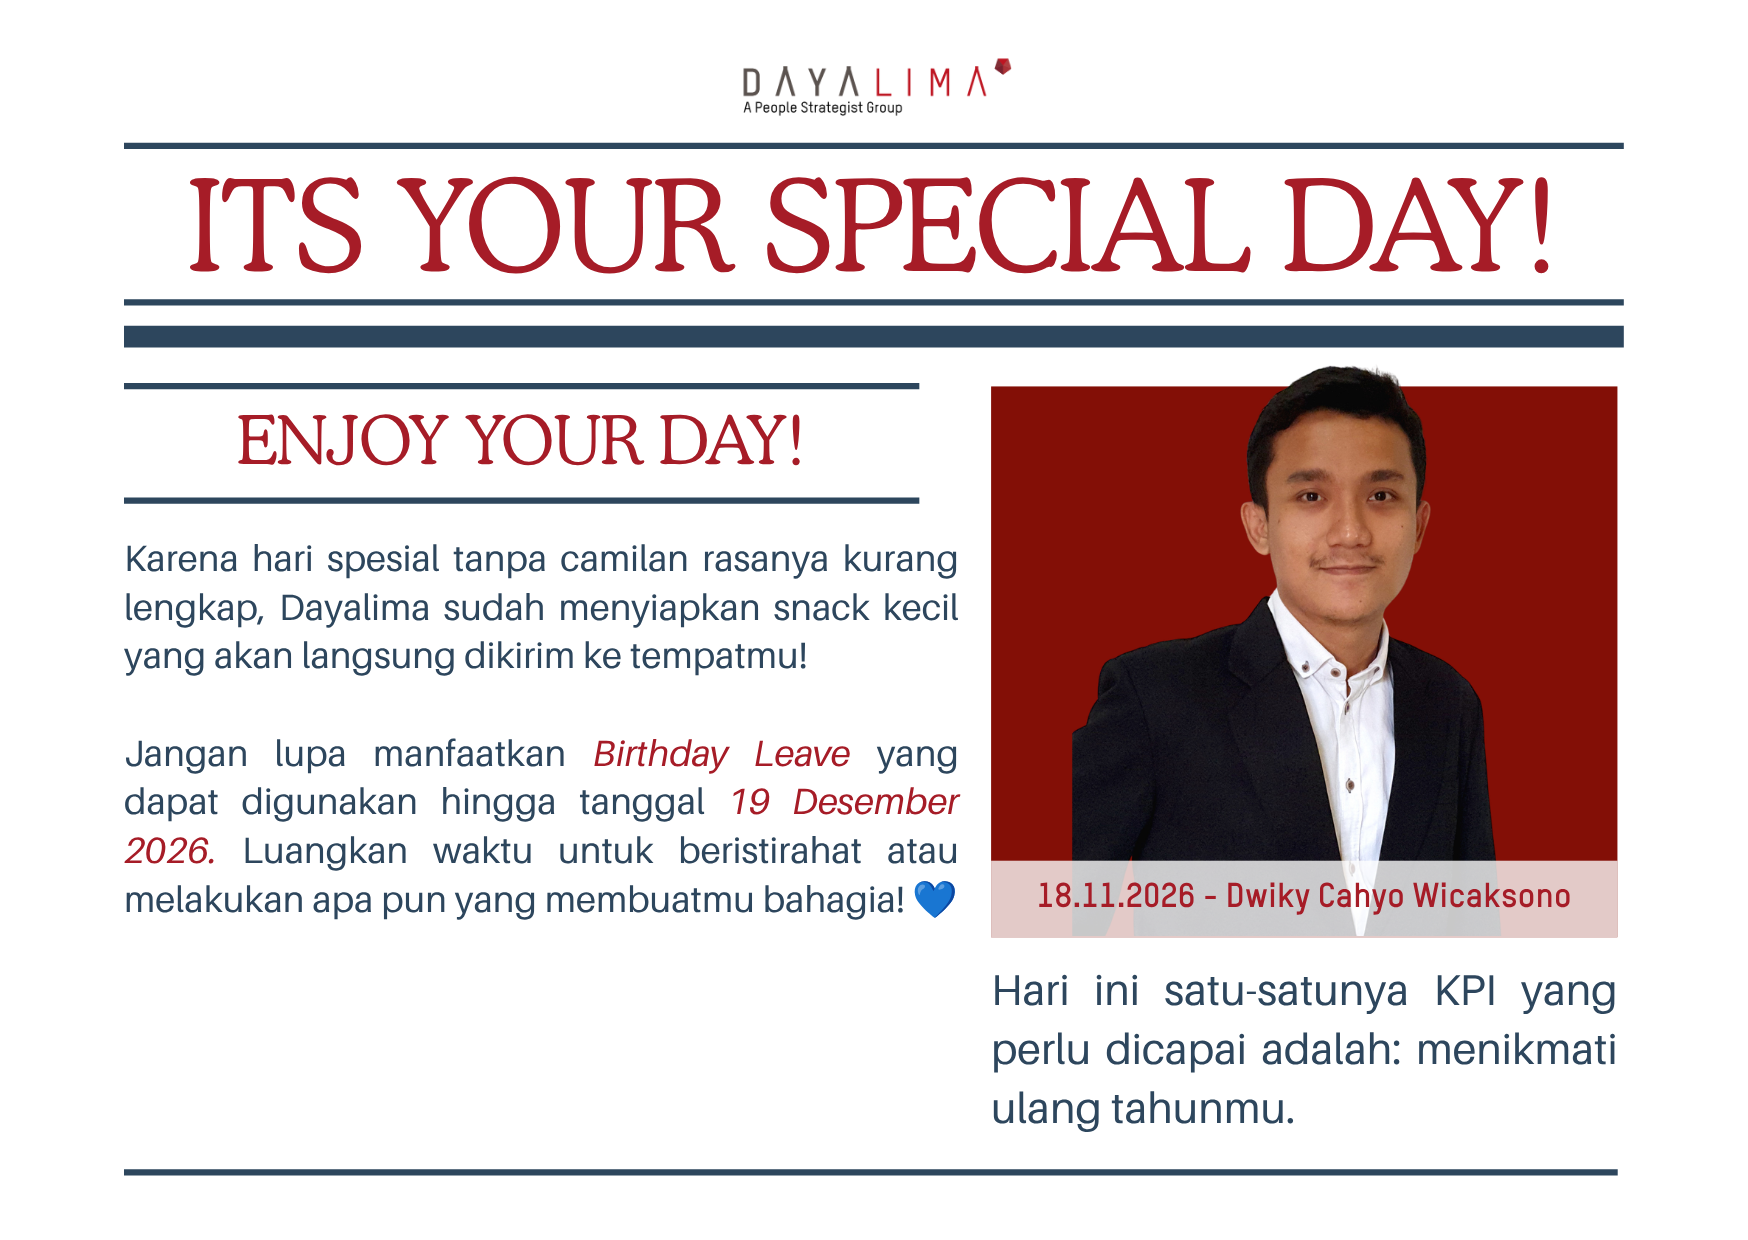 DAYALIMA
A People Strategist Group
ITS YOUR SPECIAL DAY!
ENJOY YOUR DAY!
Karena hari spesial tanpa camilan rasanya kurang
lengkap, Dayalima sudah menyiapkan snack kecil
yang akan langsung dikirim ke tempatmu!
Jangan lupa manfaatkan Birthday Leave yang
dapat digunakan hingga tanggal 19 Desember
2026. Luangkan waktu untuk beristirahat atau
melakukan apa pun yang membuatmu bahagia! 💙
18.11.2026 - Dwiky Cahyo Wicaksono
Hari ini satu-satunya KPI yang
perlu dicapai adalah: menikmati
ulang tahunmu.